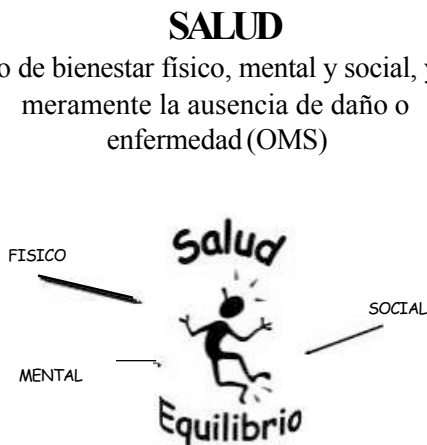 SALUD
o de bienestar físico, mental y social, y
meramente la ausencia de daño o
enfermedad (OMS)
Salud
FISICO
SOCIAL
MENTAL
Equilibrio